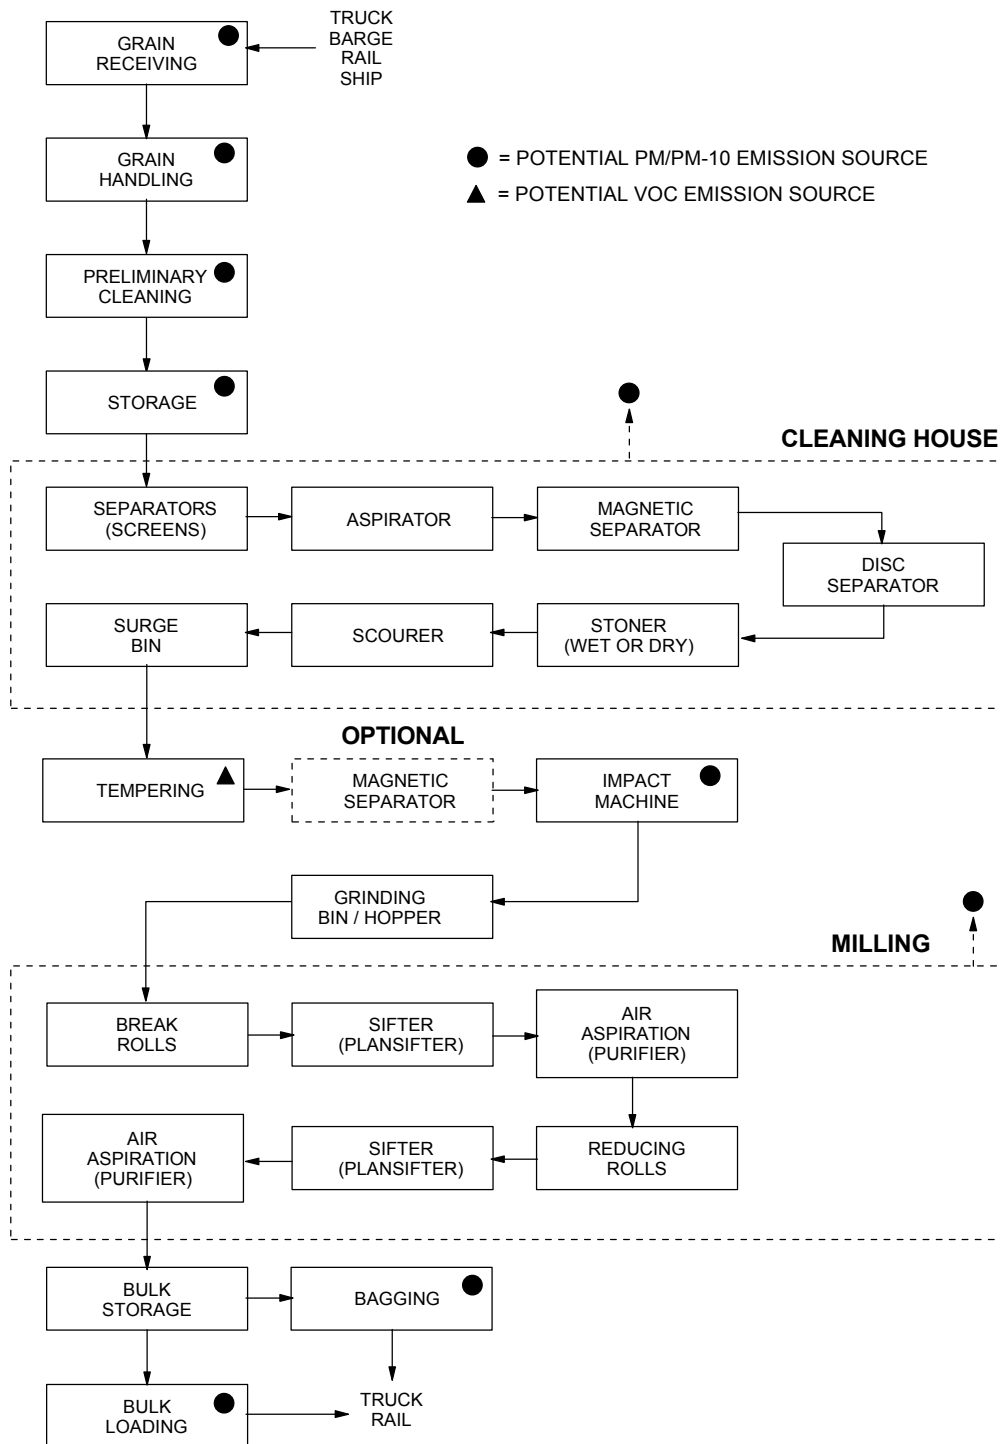 TRUCK
BARGE
RAIL
SHIP
GRAIN
RECEIVING
GRAIN
HANDLING
= POTENTIAL PM/PM-10 EMISSION SOURCE
= POTENTIAL VOC EMISSION SOURCE
PRELIMINARY
CLEANING
STORAGE
CLEANING HOUSE
SEPARATORS
(SCREENS)
ASPIRATOR
MAGNETIC
SEPARATOR
DISC
SEPARATOR
STONER
(WET OR DRY)
SCOURER
SURGE
BIN
OPTIONAL
TEMPERING
MAGNETIC
SEPARATOR
IMPACT
MACHINE
GRINDING
BIN / HOPPER
MILLING
BREAK
ROLLS
SIFTER
(PLANSIFTER)
AIR
ASPIRATION
(PURIFIER)
REDUCING
ROLLS
SIFTER
(PLANSIFTER)
AIR
ASPIRATION
(PURIFIER)
BULK
STORAGE
BAGGING
BULK
LOADING
TRUCK
RAIL